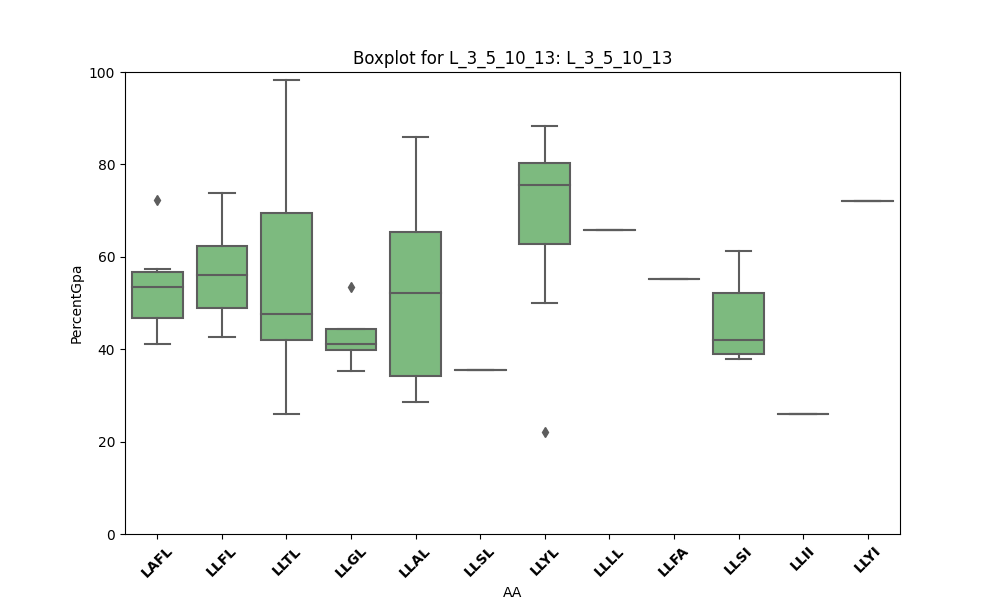 Boxplot for L_3_5_10_13: L_3_5_10_13
100
80
60
40
20
0
PercentGpa
LAFL LLFL LLTL LLGL LLAL LLSL LLYL LLLL LLFA LLSI LLII LLYI
AA